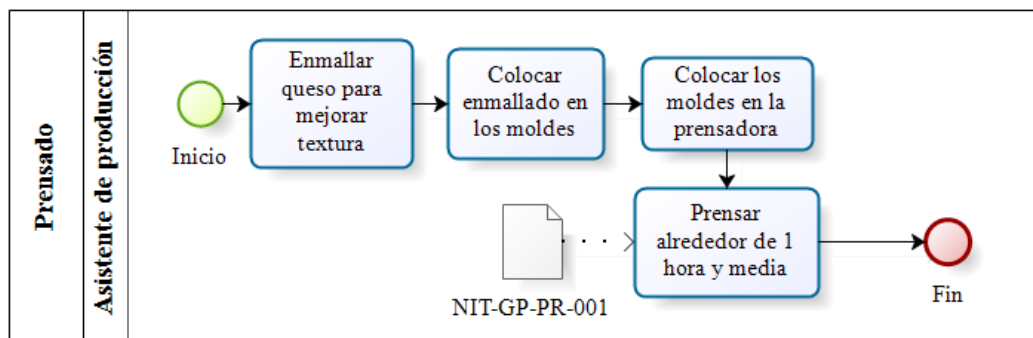 Prensado
Asistente de producción
Inicio
Enmallar
queso para
mejorar
textura
Colocar
enmallado en
los moldes
Colocar los
moldes en la
prensadora
NIT-GP-PR-001
Prensar
alrededor de 1
hora y media
Fin